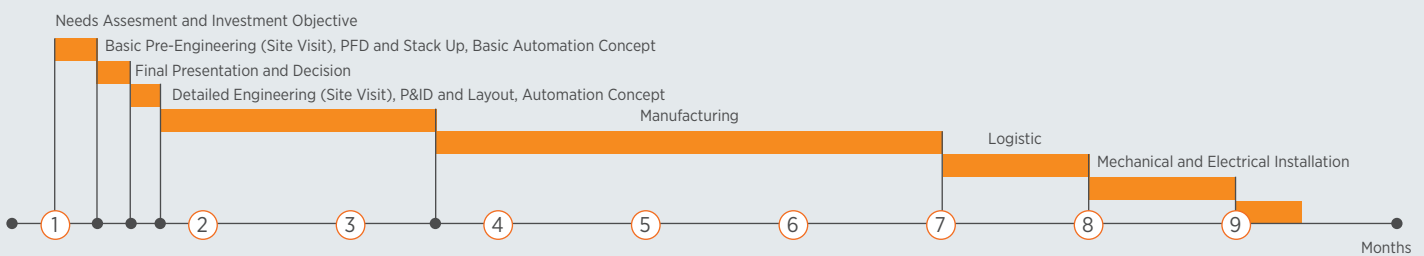 Needs Assesment and Investment Objective
Basic Pre-Engineering (Site Visit), PFD and Stack Up, Basic Automation Concept
Final Presentation and Decision
Detailed Engineering (Site Visit), P&ID and Layout, Automation Concept
Manufacturing
Logistic
Mechanical and Electrical Installation
1 2 3 4 5 6 7 8 9
Months